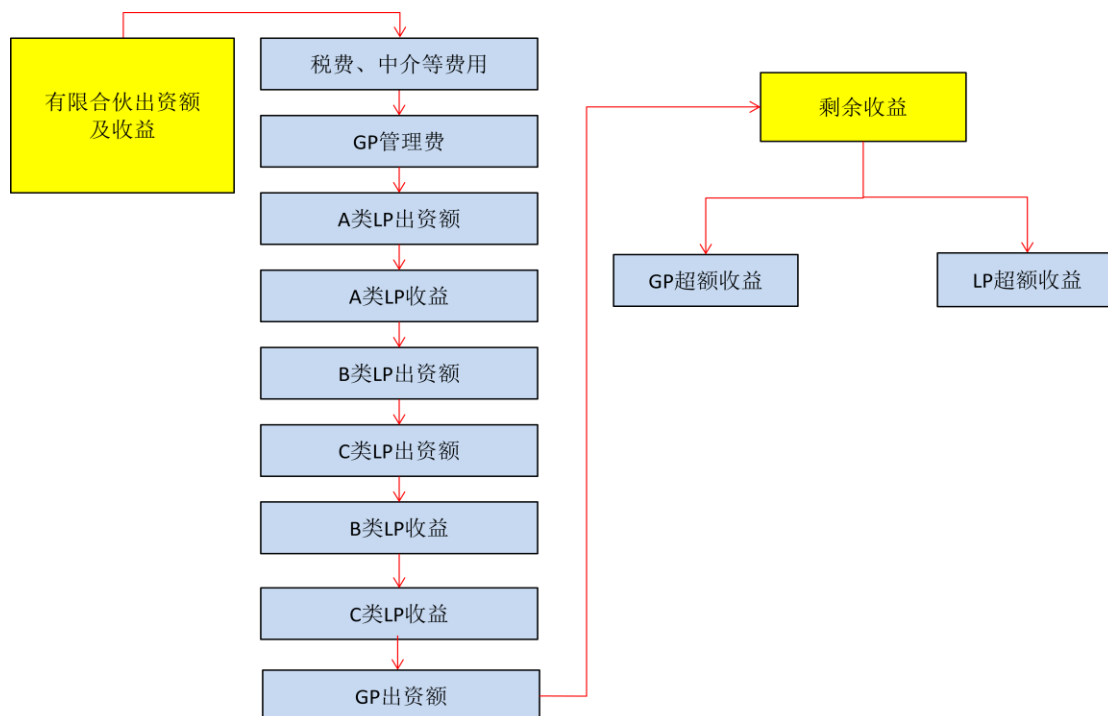 有限合伙出资额
及收益
税费、中介等费用
GP管理费
A类LP出资额
A类LP收益
B类LP出资额
C类LP出资额
B类LP收益
C类LP收益
GP出资额
剩余收益
GP超额收益
LP超额收益